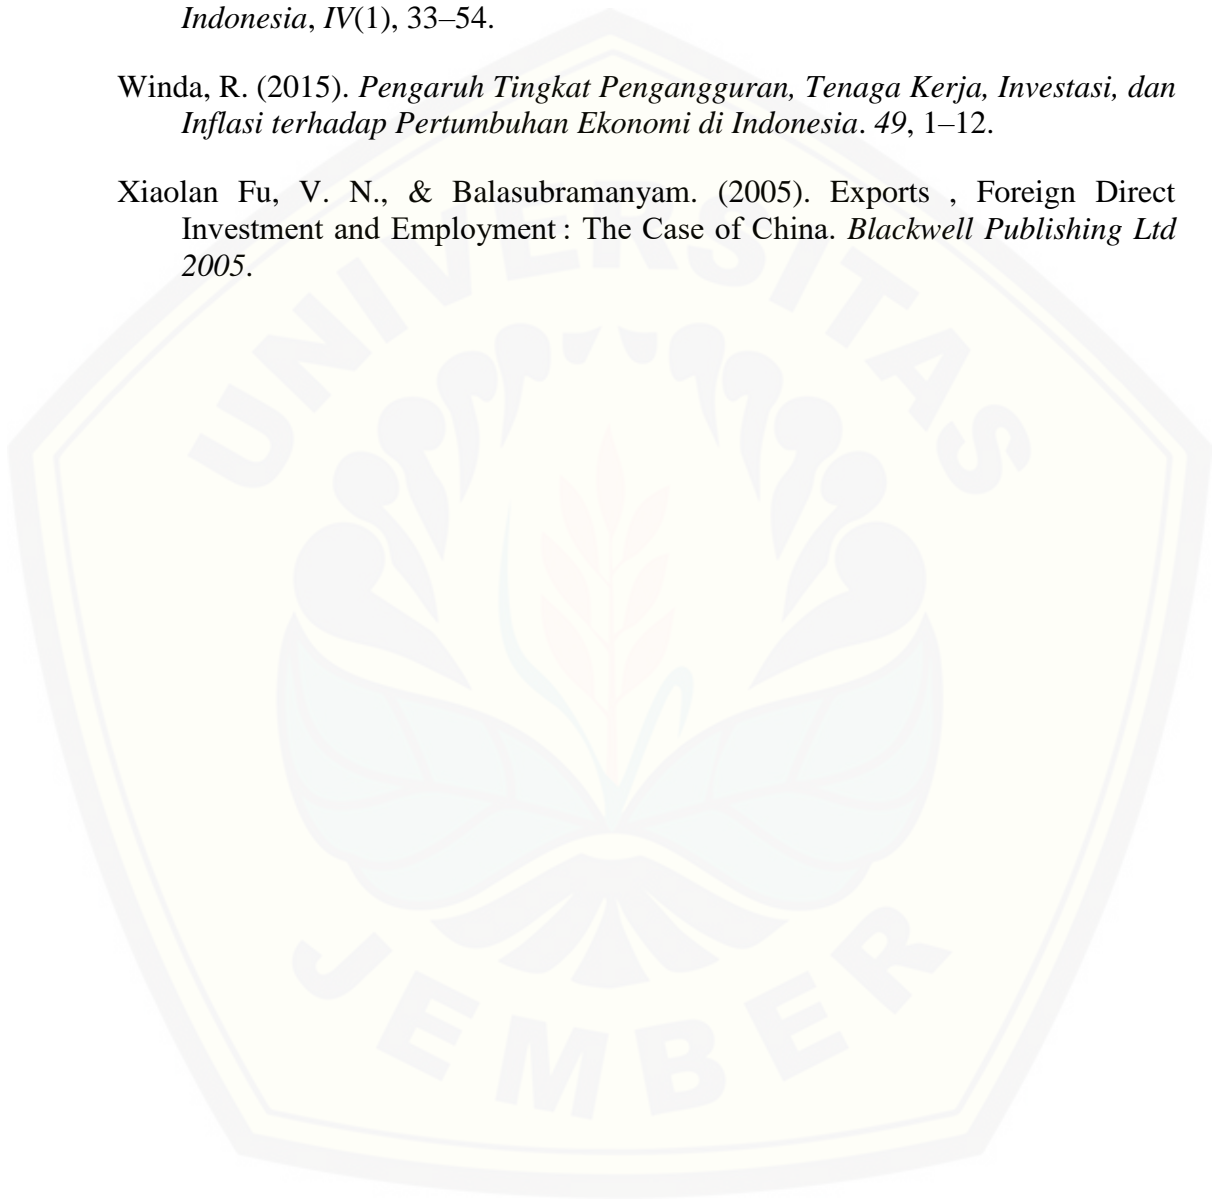 Indonesia, IV(1), 33–54.
Winda, R. (2015). Pengaruh Tingkat Pengangguran, Tenaga Kerja, Investasi, dan
Inflasi terhadap Pertumbuhan Ekonomi di Indonesia. 49, 1–12.
Xiaolan Fu, V. N., & Balasubramanyam. (2005). Exports , Foreign Direct
Investment and Employment : The Case of China. Blackwell Publishing Ltd
2005.
UNIVERSITAS
JEMBER